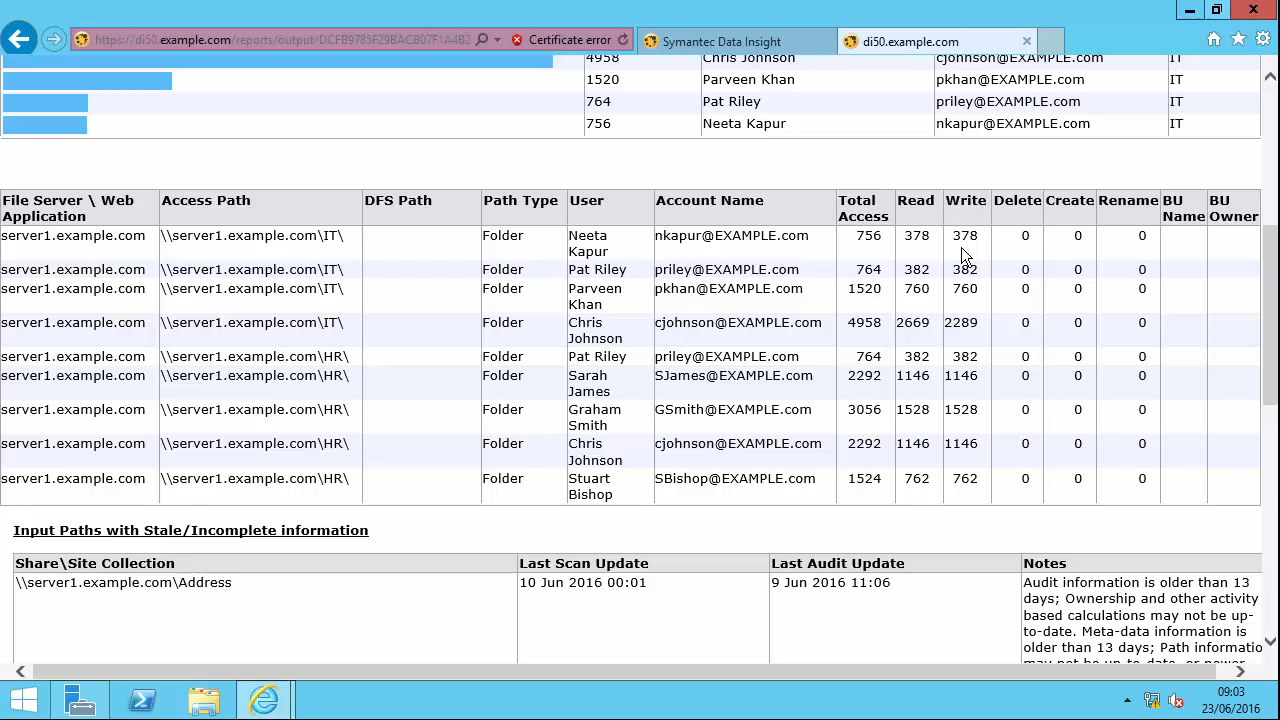 https://di50.example.com/reports/output/DCFB9785F29BACB07F1A4B2
Certificate error
Symantec Data Insight
di50.example.com
4958 Chris Johnson cjohnson@EXAMPLE.com IT
1520 Parveen Khan pkhan@EXAMPLE.com IT
764 Pat Riley priley@EXAMPLE.com IT
756 Neeta Kapur nkapur@EXAMPLE.com IT
File Server \ Web Access Path DFS Path Path Type User Account Name Total Read Write Delete Create Rename BU BU
Application Access Name Owner
server1.example.com \\server1.example.com\IT\ Folder Neeta nkapur@EXAMPLE.com 756 378 378 0 0 0
Kapur
server1.example.com \\server1.example.com\IT\ Folder Pat Riley priley@EXAMPLE.com 764 382 382 0 0 0
server1.example.com \\server1.example.com\IT\ Folder Parveen pkhan@EXAMPLE.com 1520 760 760 0 0 0
Khan
server1.example.com \\server1.example.com\IT\ Folder Chris cjohnson@EXAMPLE.com 4958 2669 2289 0 0 0
Johnson
server1.example.com \\server1.example.com\HR\ Folder Pat Riley priley@EXAMPLE.com 764 382 382 0 0 0
server1.example.com \\server1.example.com\HR\ Folder Sarah SJames@EXAMPLE.com 2292 1146 1146 0 0 0
James
server1.example.com \\server1.example.com\HR\ Folder Graham GSmith@EXAMPLE.com 3056 1528 1528 0 0 0
Smith
server1.example.com \\server1.example.com\HR\ Folder Chris cjohnson@EXAMPLE.com 2292 1146 1146 0 0 0
Johnson
server1.example.com \\server1.example.com\HR\ Folder Stuart SBishop@EXAMPLE.com 1524 762 762 0 0 0
Bishop
Input Paths with Stale/Incomplete information
Share\Site Collection Last Scan Update Last Audit Update Notes
\\server1.example.com\Address 10 Jun 2016 00:01 9 Jun 2016 11:06 Audit information is older than 13
days; Ownership and other activity
based calculations may not be up-
to-date. Meta-data information is
older than 13 days; Path informatio
may not be up-to-date, or newer
09:03
23/06/2016